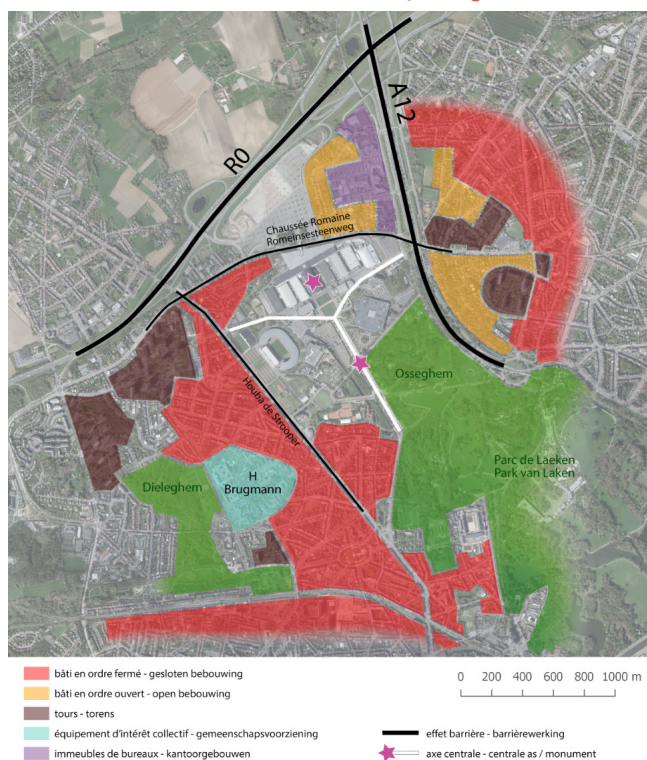 R0
A12
Chaussée Romaine
Romeinsesteenweg
Osseghem
Houba de Strooper
Parc de Laeken
Park van Laken
Dieleghem
H
Brugmann
bâti en ordre fermé - gesloten bebouwing
bâti en ordre ouvert - open bebouwing
tours - torens
équipement d'intérêt collectif - gemeenschapsvoorziening
immeubles de bureaux - kantoorgebouwen
0 200 400 600 800 1000 m
effet barrière - barrièrewerking
axe centrale - centrale as / monument